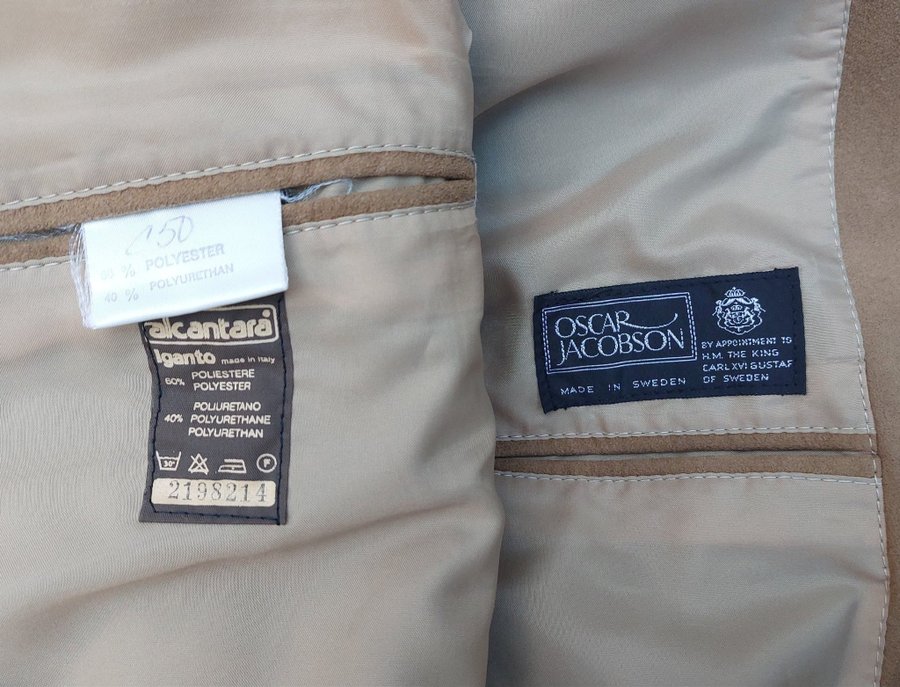 C50
60 % POLYESTER
40 % POLYURETHAN
alcantara
Iganto made in Italy
60% POLIESTERE
POLYESTER
POLIURETANO
40% POLYURETHANE
POLYURETHAN
30° F
2198214
OSCAR
JACOBSON
MADE IN SWEDEN
BY APPOINTMENT TO
H.M. THE KING
CARL XVI GUSTAF
OF SWEDEN